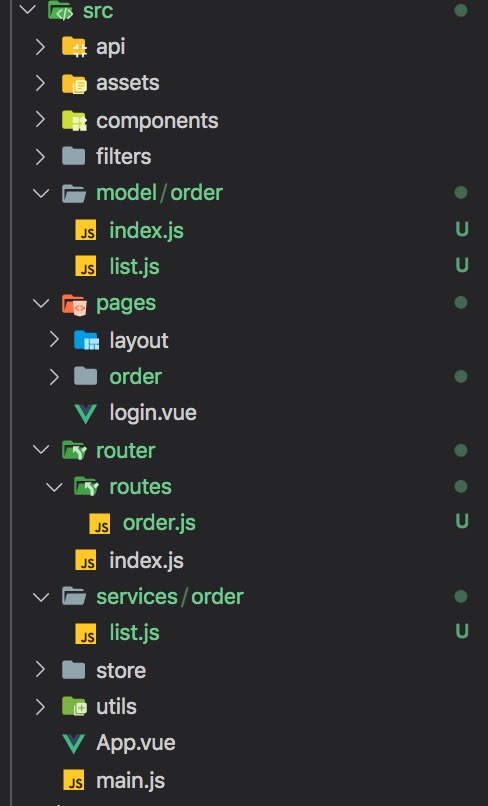 src
api
assets
components
filters
model/order
JS index.js U
JS list.js U
pages
layout
order
login.vue
router
routes
JS order.js U
JS index.js
services/order
JS list.js U
store
utils
App.vue
JS main.js